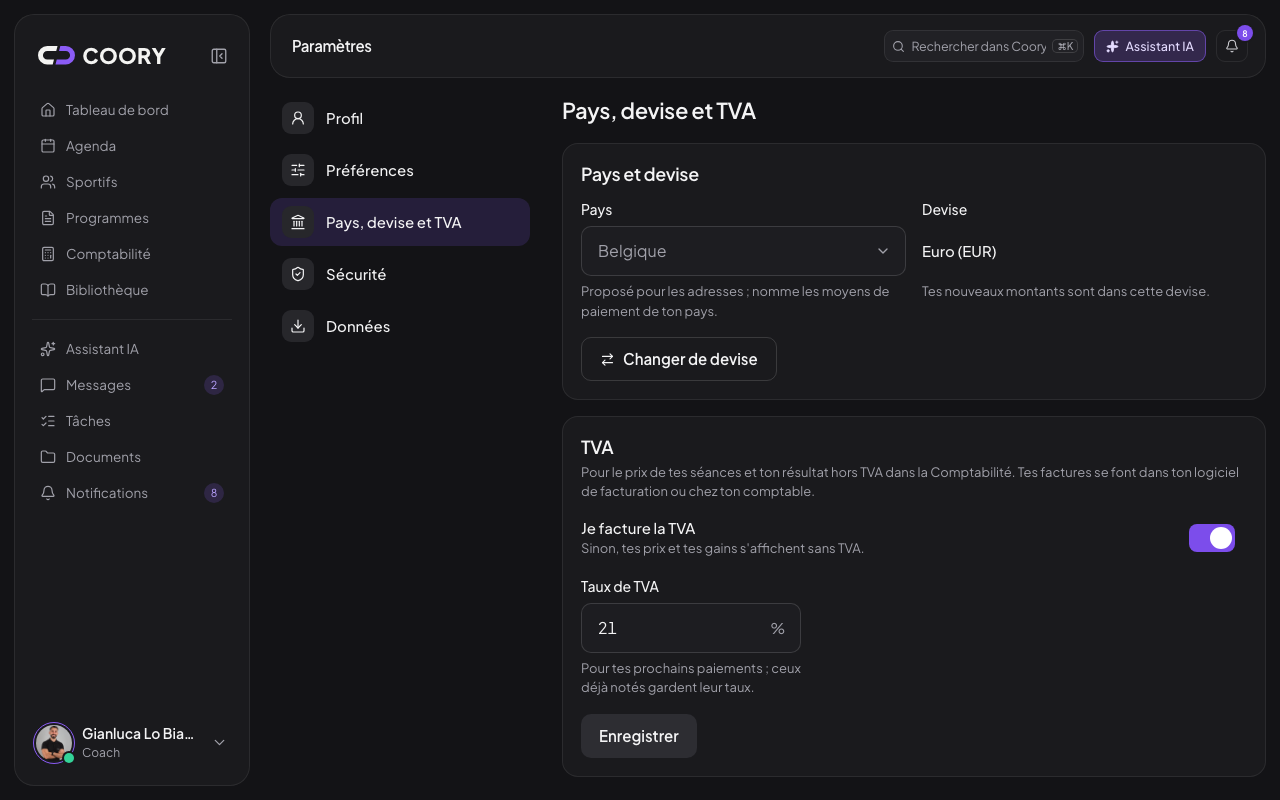 COORY
Tableau de bord
Agenda
Sportifs
Programmes
Comptabilité
Bibliothèque
Assistant IA
Messages
2
Tâches
Documents
Notifications
8
Gianluca Lo Bia…
Coach
Paramètres
Rechercher dans Coory
⌘K
Assistant IA
8
Profil
Préférences
Pays, devise et TVA
Sécurité
Données
Pays, devise et TVA
Pays et devise
Pays
Belgique
Proposé pour les adresses ; nomme les moyens de
paiement de ton pays.
Devise
Euro (EUR)
Tes nouveaux montants sont dans cette devise.
Changer de devise
TVA
Pour le prix de tes séances et ton résultat hors TVA dans la Comptabilité. Tes factures se font dans ton logiciel
de facturation ou chez ton comptable.
Je facture la TVA
Sinon, tes prix et tes gains s'affichent sans TVA.
Taux de TVA
21 %
Pour tes prochains paiements ; ceux
déjà notés gardent leur taux.
Enregistrer